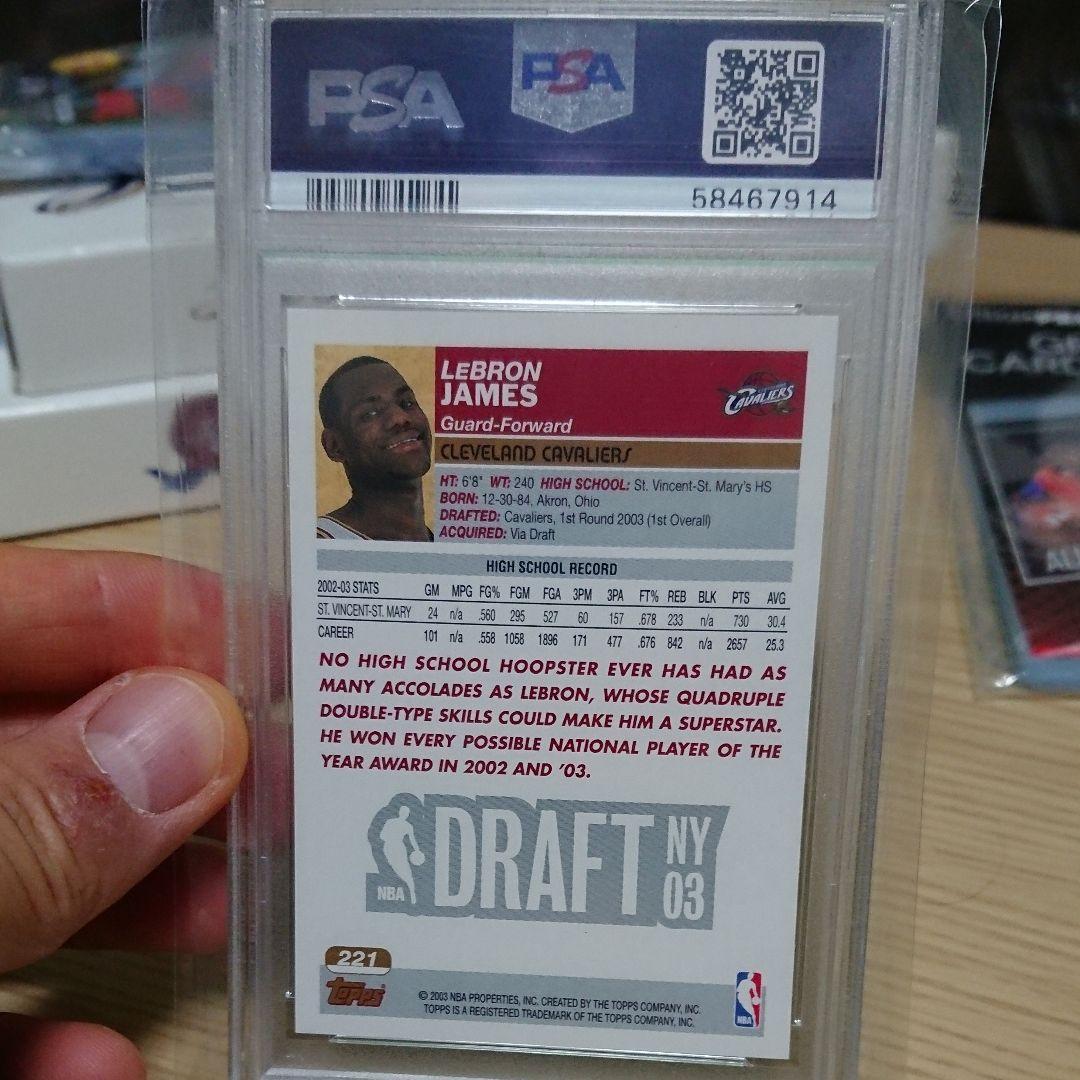 PSA
PSA
58467914
LEBRON
JAMES
Guard-Forward
CAVALIERS
CLEVELAND CAVALIERS
HT: 6'8" WT: 240 HIGH SCHOOL: St. Vincent-St. Mary's HS
BORN: 12-30-84, Akron, Ohio
DRAFTED: Cavaliers, 1st Round 2003 (1st Overall)
ACQUIRED: Via Draft
HIGH SCHOOL RECORD
2002-03 STATS GM MPG FG% FGM FGA 3PM 3PA FT% REB BLK PTS AVG
ST. VINCENT-ST. MARY 24 n/a .560 295 527 60 157 .678 233 n/a 730 30.4
CAREER 101 n/a .558 1058 1896 171 477 .676 842 n/a 2657 25.3
NO HIGH SCHOOL HOOPSTER EVER HAS HAD AS
MANY ACCOLADES AS LEBRON, WHOSE QUADRUPLE
DOUBLE-TYPE SKILLS COULD MAKE HIM A SUPERSTAR.
HE WON EVERY POSSIBLE NATIONAL PLAYER OF THE
YEAR AWARD IN 2002 AND '03.
NBA DRAFT NY
03
221
TOPPS
© 2003 NBA PROPERTIES, INC. CREATED BY THE TOPPS COMPANY, INC.
TOPPS IS A REGISTERED TRADEMARK OF THE TOPPS COMPANY, INC.
NBA